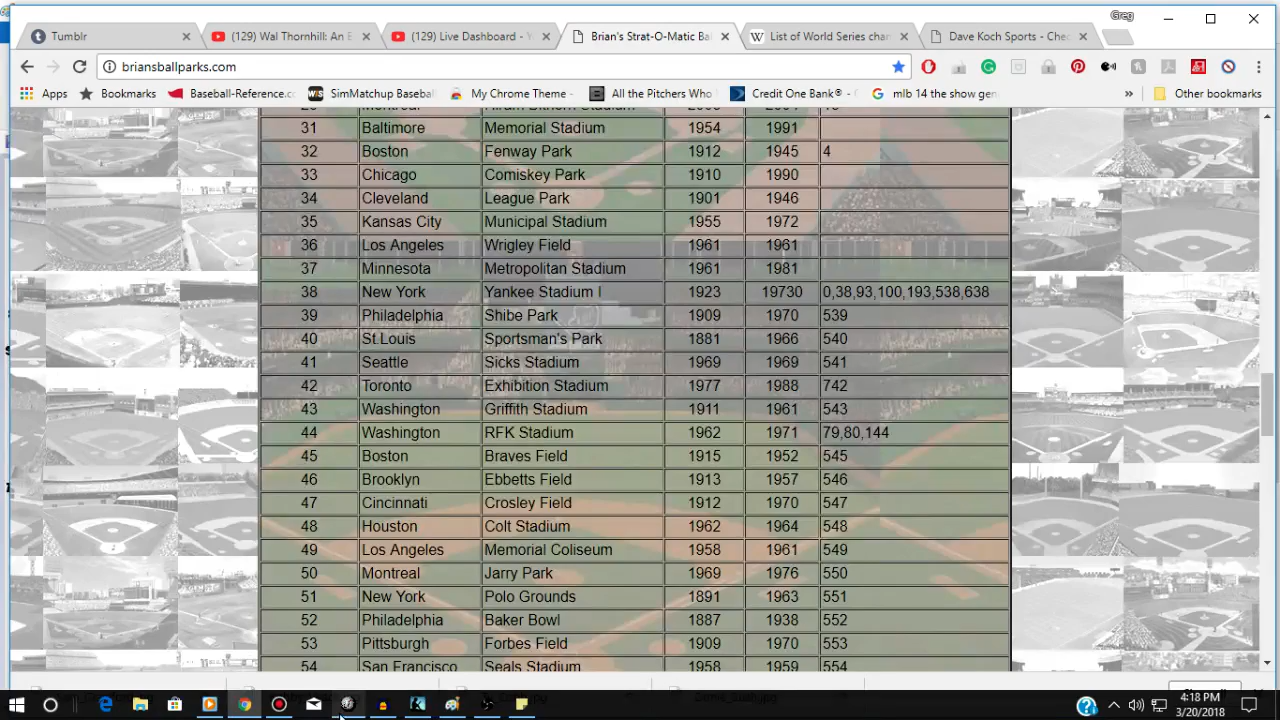 Greg
Tumblr
(129) Wal Thornhill: An E
(129) Live Dashboard - Y
Brian's Strat-O-Matic Ba
List of World Series chan
Dave Koch Sports - Chec
briansballparks.com
Apps
Bookmarks
Baseball-Reference.c
SimMatchup Basebal
My Chrome Theme -
All the Pitchers Who
Credit One Bank® -
mlb 14 the show gen
»
Other bookmarks
31 Baltimore Memorial Stadium 1954 1991
32 Boston Fenway Park 1912 1945 4
33 Chicago Comiskey Park 1910 1990
34 Cleveland League Park 1901 1946
35 Kansas City Municipal Stadium 1955 1972
36 Los Angeles Wrigley Field 1961 1961
37 Minnesota Metropolitan Stadium 1961 1981
38 New York Yankee Stadium I 1923 19730 0,38,93,100,193,538,638
39 Philadelphia Shibe Park 1909 1970 539
40 St.Louis Sportsman's Park 1881 1966 540
41 Seattle Sicks Stadium 1969 1969 541
42 Toronto Exhibition Stadium 1977 1988 742
43 Washington Griffith Stadium 1911 1961 543
44 Washington RFK Stadium 1962 1971 79,80,144
45 Boston Braves Field 1915 1952 545
46 Brooklyn Ebbetts Field 1913 1957 546
47 Cincinnati Crosley Field 1912 1970 547
48 Houston Colt Stadium 1962 1964 548
49 Los Angeles Memorial Coliseum 1958 1961 549
50 Montreal Jarry Park 1969 1976 550
51 New York Polo Grounds 1891 1963 551
52 Philadelphia Baker Bowl 1887 1938 552
53 Pittsburgh Forbes Field 1909 1970 553
54 San Francisco Seals Stadium 1958 1959 554
4:18 PM
3/20/2018